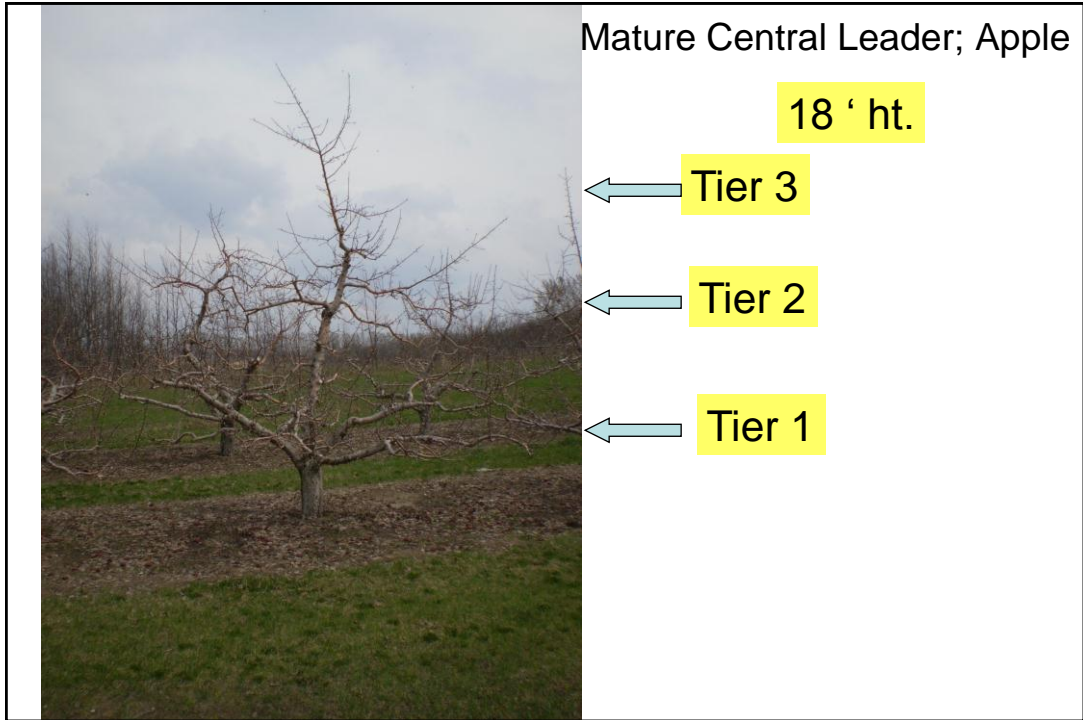 Mature Central Leader; Apple
18 ‘ ht.
Tier 3
Tier 2
Tier 1